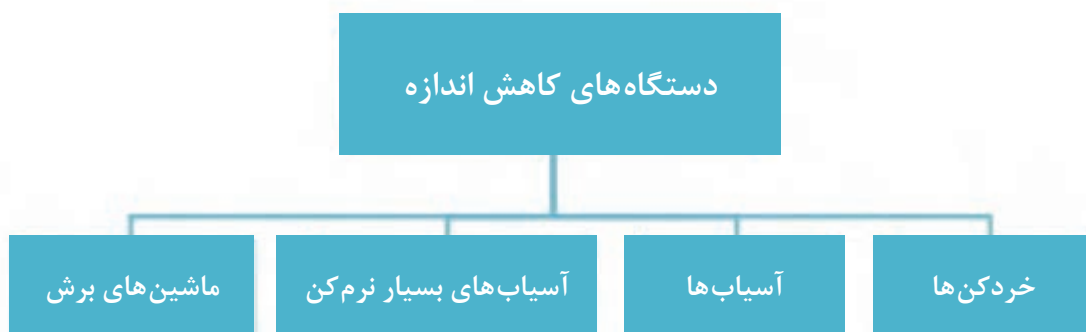 دستگاه‌های کاهش اندازه
خردکن‌ها
آسیاب‌ها
آسیاب‌های بسیار نرم‌کن
ماشین‌های برش